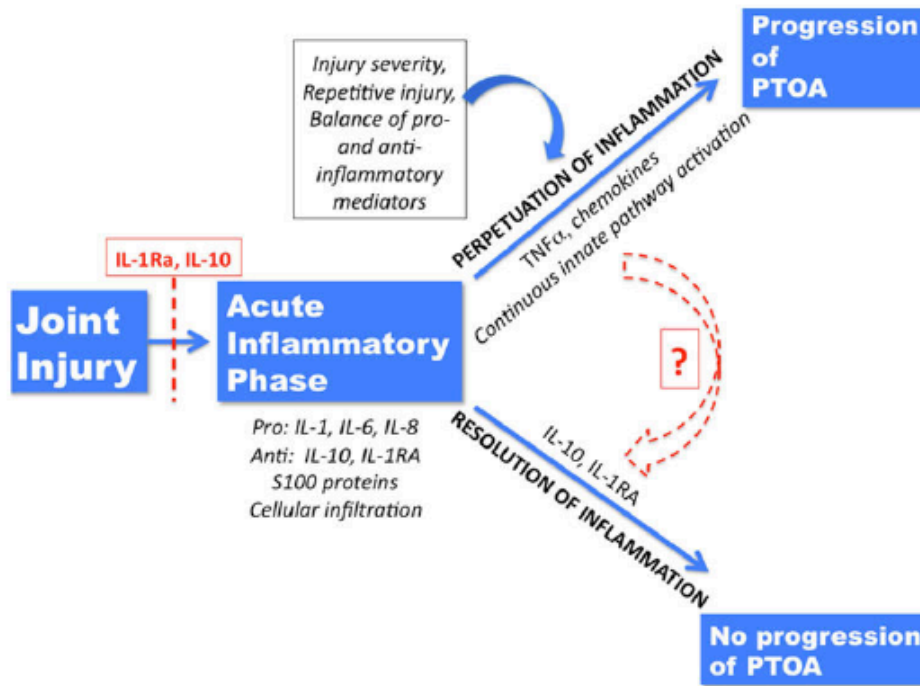 Injury severity,
Repetitive injury,
Balance of pro-
and anti-
inflammatory
mediators
Progression
of
PTOA
PERPETUATION OF INFLAMMATION
TNFα, chemokines
Continuous innate pathway activation
IL-1Ra, IL-10
Joint
Injury
Acute
Inflammatory
Phase
Pro: IL-1, IL-6, IL-8
Anti: IL-10, IL-1RA
S100 proteins
Cellular infiltration
?
IL-10, IL-1RA
RESOLUTION OF INFLAMMATION
No progression
of PTOA